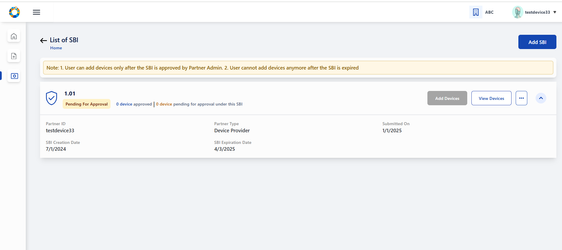 ABC
testdevice33
List of SBI
Home
Add SBI
Note: 1. User can add devices only after the SBI is approved by Partner Admin. 2. User cannot add devices anymore after the SBI is expired
1.01
Pending For Approval
0 device approved | 0 device pending for approval under this SBI
Add Devices
View Devices
...
Partner ID
Partner Type
Submitted On
testdevice33
Device Provider
1/1/2025
SBI Creation Date
SBI Expiration Date
7/1/2024
4/3/2025